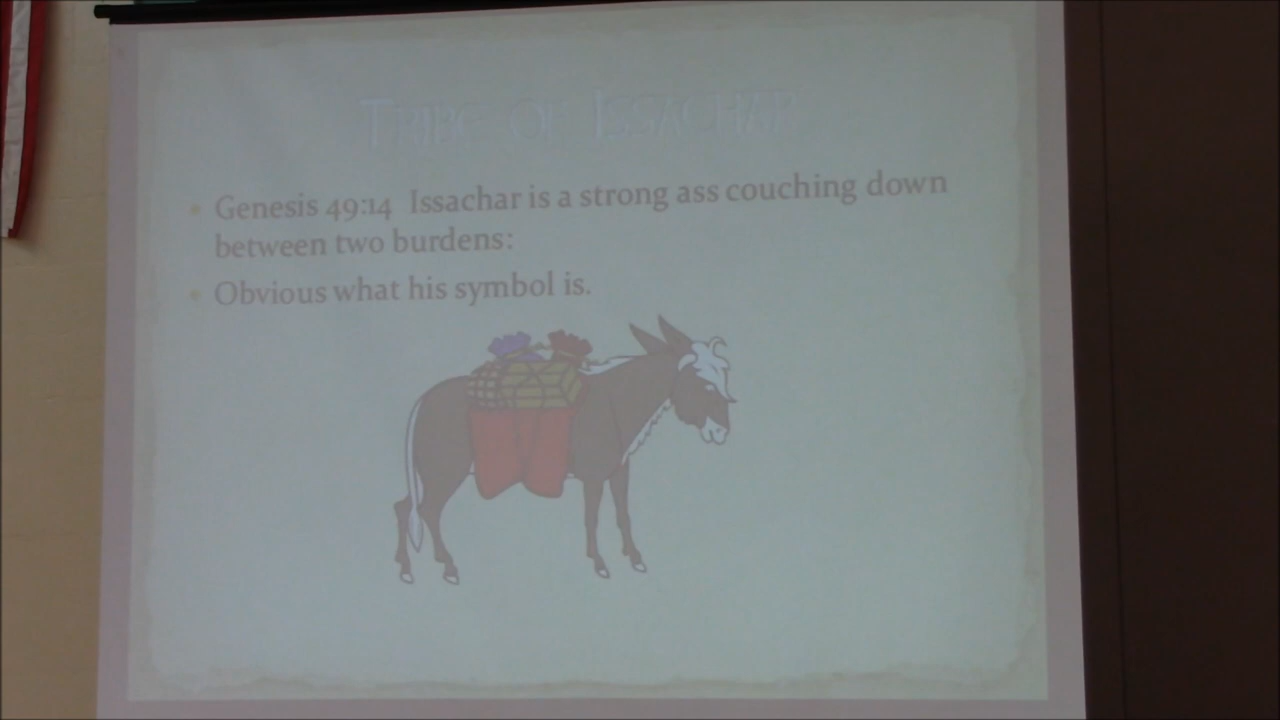 TRIBE OF ISSACHAR
• Genesis 49:14 Issachar is a strong ass couching down
between two burdens:
• Obvious what his symbol is.